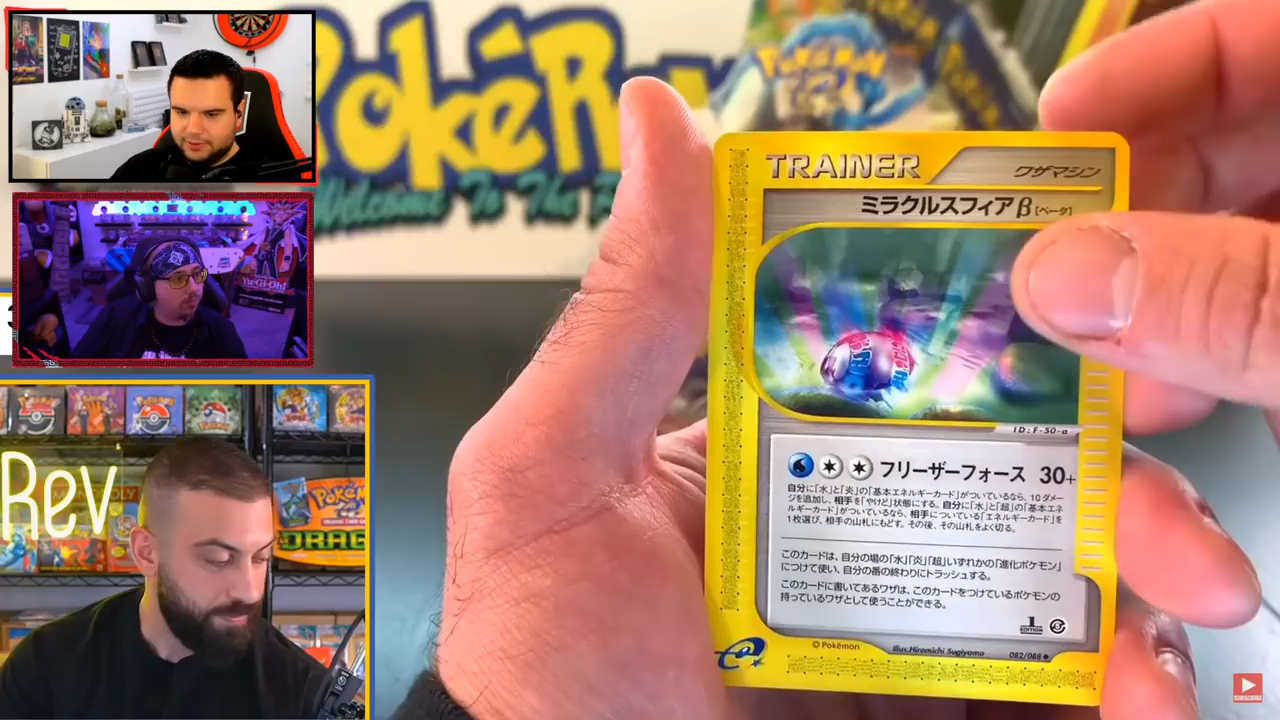 PokéR
Welcome To The
Pokémon
Yu-Gi-Oh!
Rev
POKÉMON
DRAG
TRAINER
ワザマシン
ミラクルスフィアβ[ベータ]
ID:F-50-α
フリーザーフォース 30+
自分に「水」と「炎」の「基本エネルギーカード」がついているなら、10ダメー
ジを追加し、相手を「やけど」状態にする。自分に「水」と「超」の「基本エネ
ルギーカード」がついているなら、相手についている「エネルギーカード」を
1枚選び、相手の山札にもどす。その後、その山札をよく切る。
このカードは、自分の場の「水」「炎」「超」いずれかの「進化ポケモン」
につけて使い、自分の番の終わりにトラッシュする。
このカードに書いてあるワザは、このカードをつけているポケモンの
持っているワザとして使うことができる。
1
EDITION
e
© Pokémon
Illus.Hiromichi Sugiyama
082/088 ◆
SUBSCRIBE